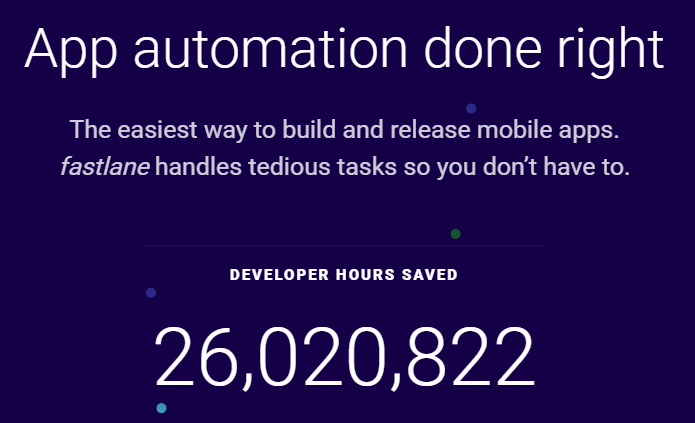 App automation done right
The easiest way to build and release mobile apps.
fastlane handles tedious tasks so you don’t have to.
DEVELOPER HOURS SAVED
26,020,822